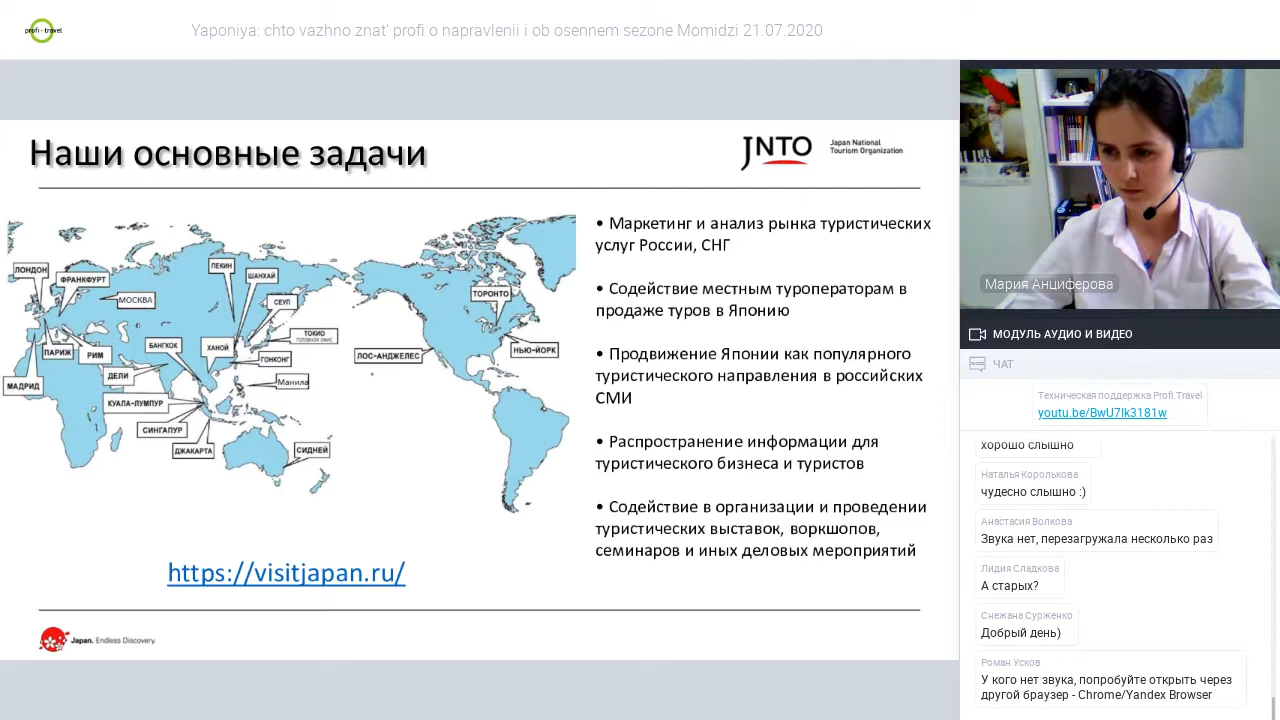 profi travel
Yaponiya: chto vazhno znat' profi o napravlenii i ob osennem sezone Momidzi 21.07.2020
Наши основные задачи
JNTO
Japan National
Tourism Organization
ЛОНДОН
ФРАНКФУРТ
МОСКВА
ПЕКИН
ШАНХАЙ
СЕУЛ
ТОКИО
ГОЛОВНОЙ ОФИС
ТОРОНТО
ПАРИЖ
РИМ
БАНГКОК
ХАНОЙ
ГОНКОНГ
ЛОС-АНДЖЕЛЕС
НЬЮ-ЙОРК
МАДРИД
ДЕЛИ
Манила
КУАЛА-ЛУМПУР
СИНГАПУР
ДЖАКАРТА
СИДНЕЙ
• Маркетинг и анализ рынка туристических
услуг России, СНГ
• Содействие местным туроператорам в
продаже туров в Японию
• Продвижение Японии как популярного
туристического направления в российских
СМИ
• Распространение информации для
туристического бизнеса и туристов
• Содействие в организации и проведении
туристических выставок, воркшопов,
семинаров и иных деловых мероприятий
https://visitjapan.ru/
Japan. Endless Discovery.
Мария Анциферова
МОДУЛЬ АУДИО И ВИДЕО
ЧАТ
Техническая поддержка Profi.Travel
youtu.be/BwU7lk3181w
хорошо слышно
Наталья Королькова
чудесно слышно :)
Анастасия Волкова
Звука нет, перезагружала несколько раз
Лидия Сладкова
А старых?
Снежана Сурженко
Добрый день)
Роман Усков
У кого нет звука, попробуйте открыть через
другой браузер - Chrome/Yandex Browser